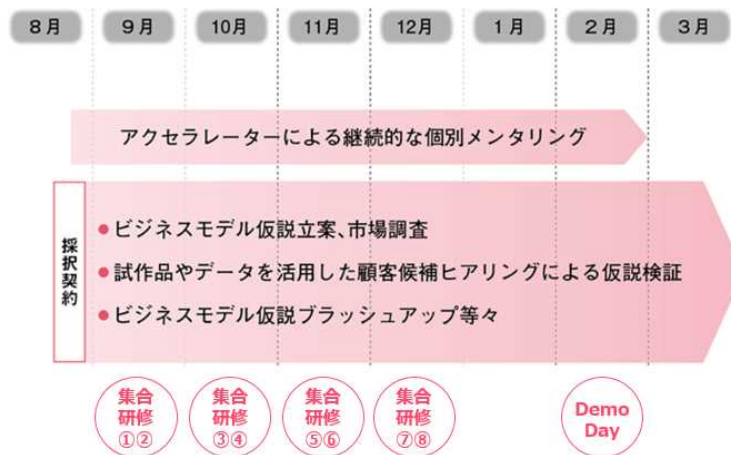 8月
9月
10月
11月
12月
1月
2月
3月
アクセラレーターによる継続的な個別メンタリング
採択契約
●ビジネスモデル仮説立案、市場調査
●試作品やデータを活用した顧客候補ヒアリングによる仮説検証
●ビジネスモデル仮説ブラッシュアップ等々
集合
研修
①②
集合
研修
③④
集合
研修
⑤⑥
集合
研修
⑦⑧
Demo
Day